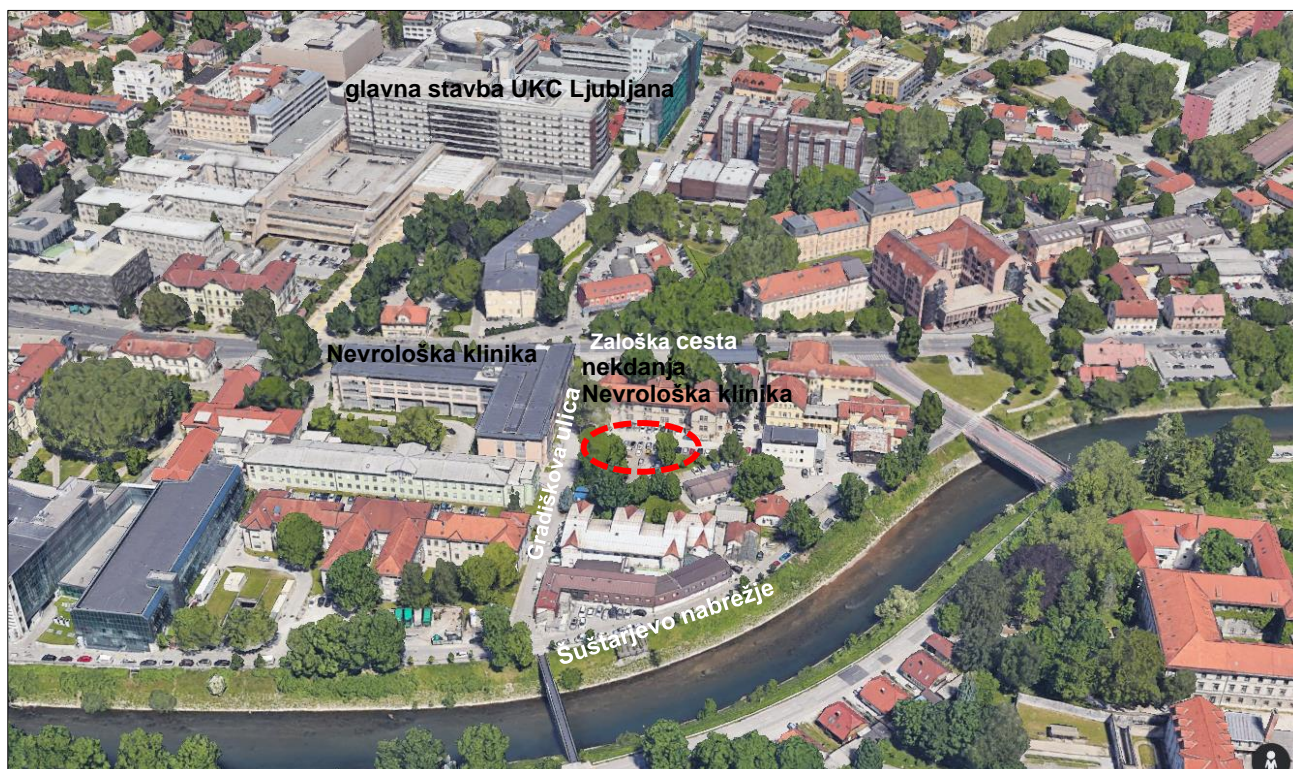 glavna stavba UKC Ljubljana
Nevrološka klinika
Zaloška cesta
nekdanja
Nevrološka klinika
Gradiškova ulica
Šuštarjevo nabrežje